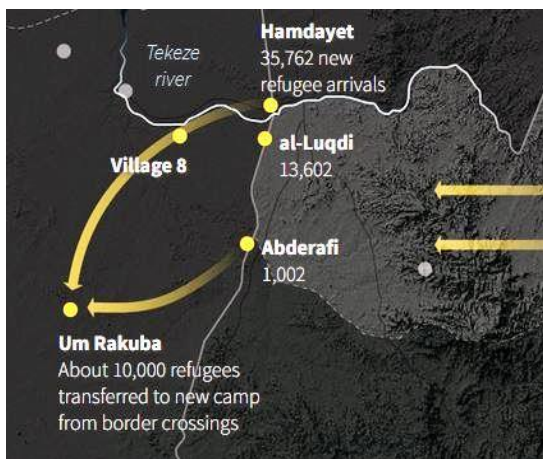 Hamdayet
35,762 new
refugee arrivals
Tekeze
river
al-Luqdi
13,602
Village 8
Abderafi
1,002
Um Rakuba
About 10,000 refugees
transferred to new camp
from border crossings